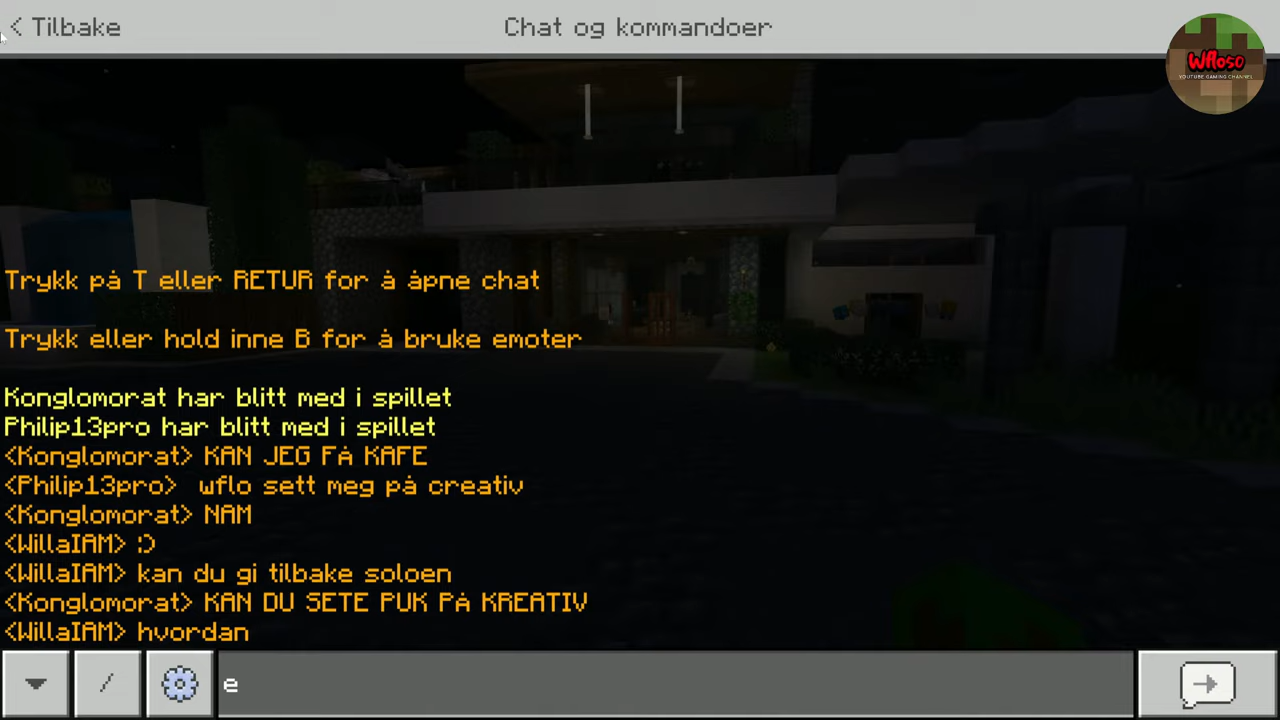 < Tilbake
Chat og kommandoer
Wfloso
YOUTUBE GAMING CHANNEL
Trykk på T eller RETUR for å åpne chat
Trykk eller hold inne B for å bruke emoter
Konglomorat har blitt med i spillet
Philip13pro har blitt med i spillet
<Konglomorat> KAN JEG FÅ KAFE
<Philip13pro> wflo sett meg på creativ
<Konglomorat> NAM
<WillaIAM> :)
<WillaIAM> kan du gi tilbake soloen
<Konglomorat> KAN DU SETE PUK PÅ KREATIV
<WillaIAM> hvordan
/
e